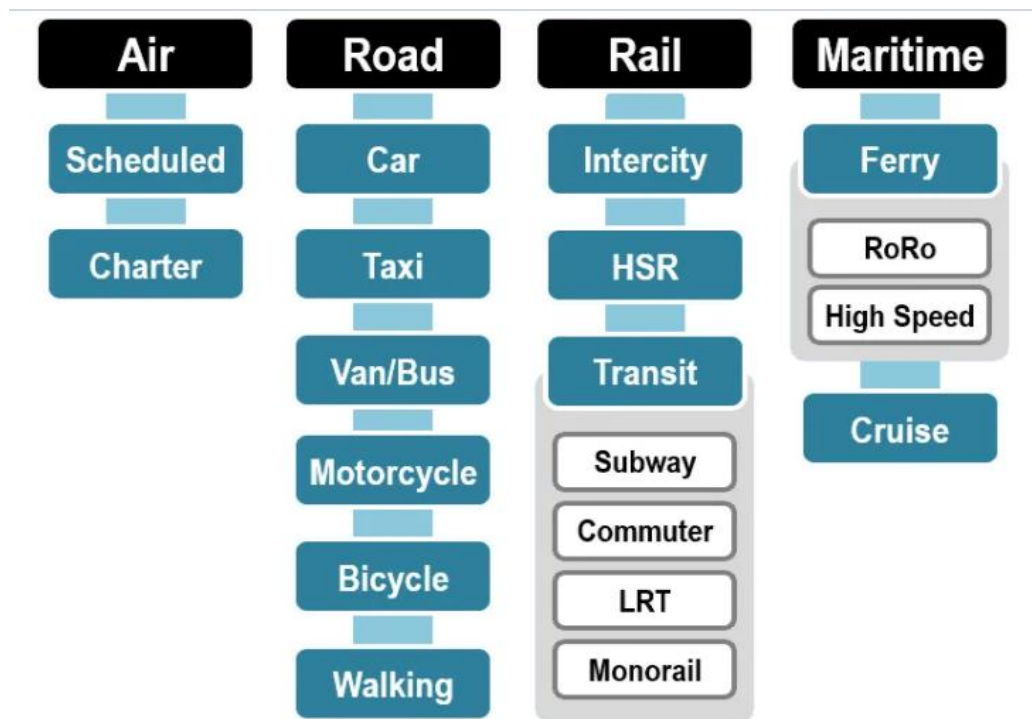 Air
Scheduled
Charter
Road
Car
Taxi
Van/Bus
Motorcycle
Bicycle
Walking
Rail
Intercity
HSR
Transit
Subway
Commuter
LRT
Monorail
Maritime
Ferry
RoRo
High Speed
Cruise